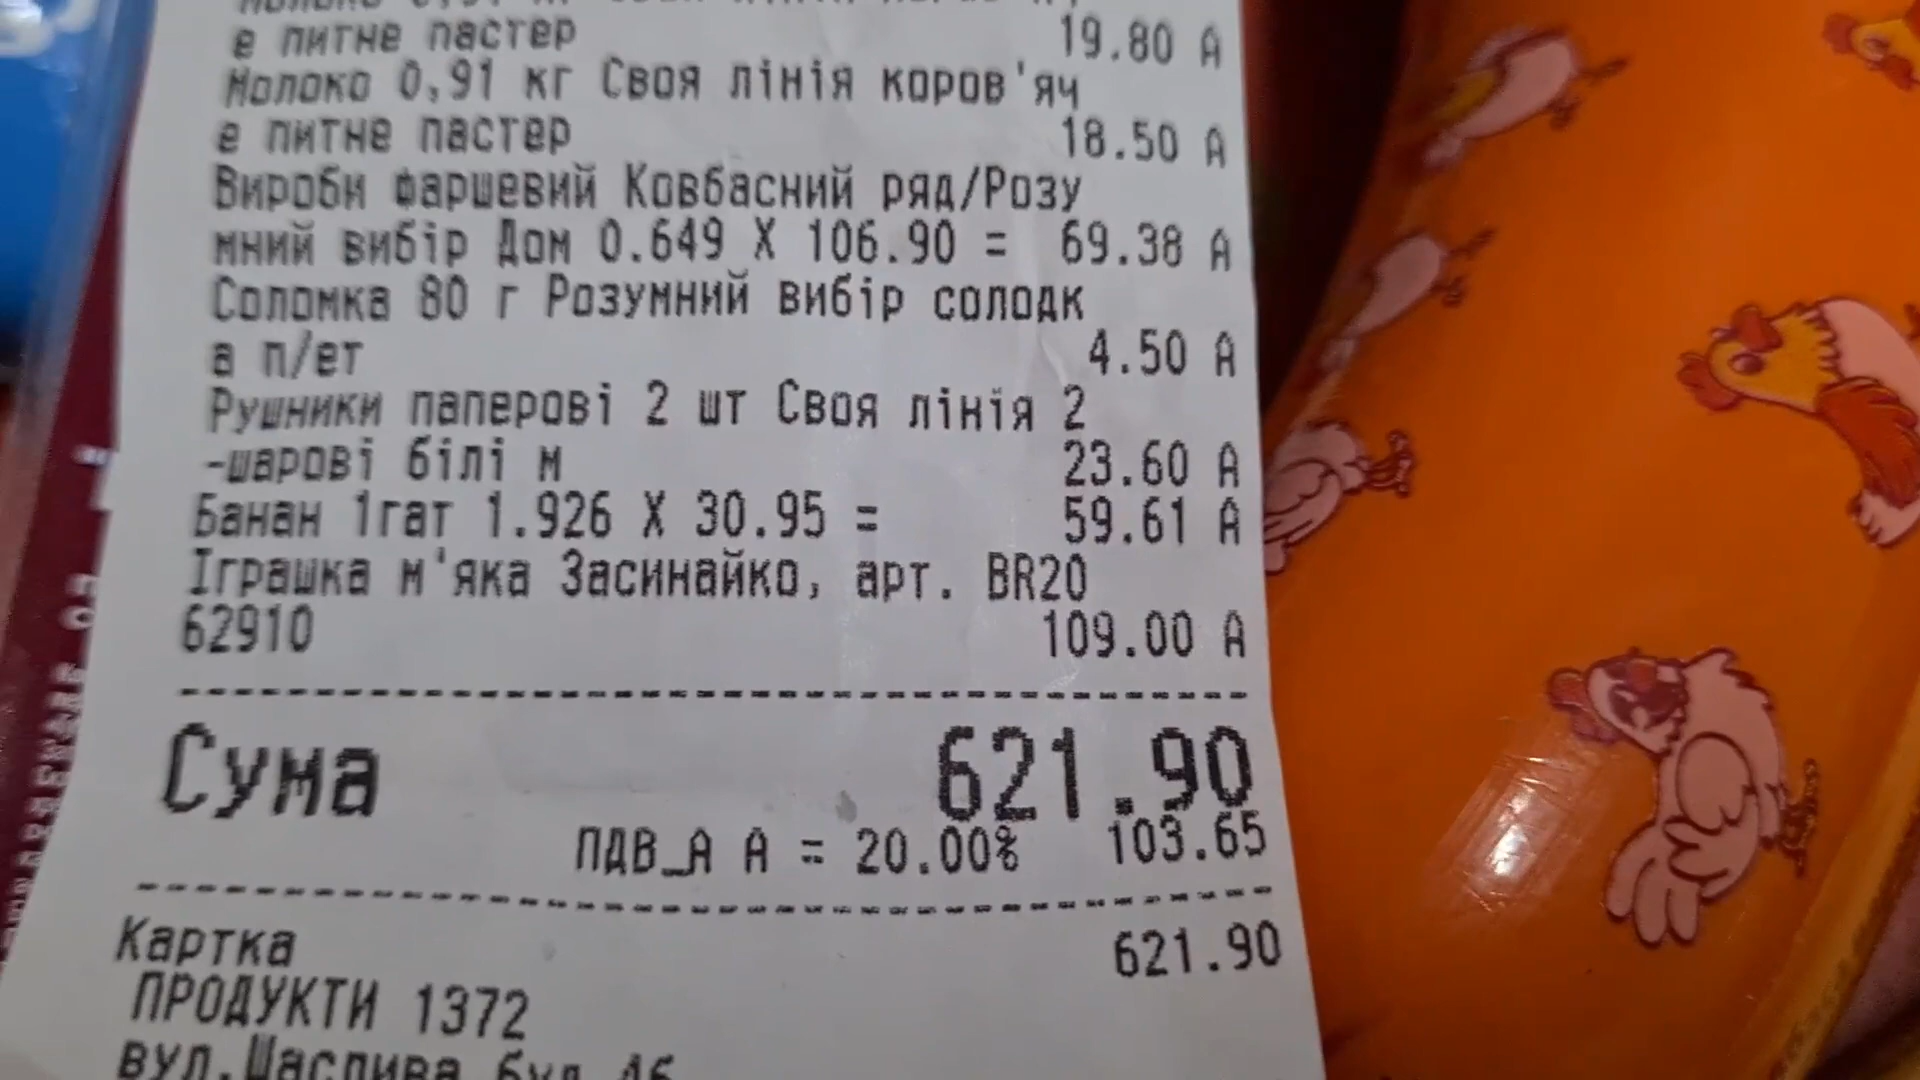 е питне пастер 19.80 А
Молоко 0,91 кг Своя лінія коров'яч
е питне пастер 18.50 А
Вироби фаршевий Ковбасний ряд/Розу
мний вибір Дом 0.649 X 106.90 = 69.38 А
Соломка 80 г Розумний вибір солодк
а п/ет 4.50 А
Рушники паперові 2 шт Своя лінія 2
-шарові білі м 23.60 А
Банан 1гат 1.926 X 30.95 = 59.61 А
Іграшка м'яка Засинайко, арт. BR20
62910 109.00 А
Сума 621.90
ПДВ_А А = 20.00% 103.65
Картка 621.90
ПРОДУКТИ 1372
вул.Щаслива буд